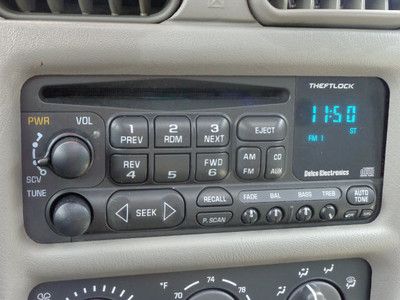 THEFTLOCK
PWR VOL
1 PREV 2 RDM 3 NEXT EJECT
11:50
FM 1 ST
REV 4 5 FWD 6 AM FM CD AUX
SCV
TUNE
Delco Electronics
SEEK RECALL P.SCAN
FADE BAL BASS TREB AUTO TONE
°F 70 74 78